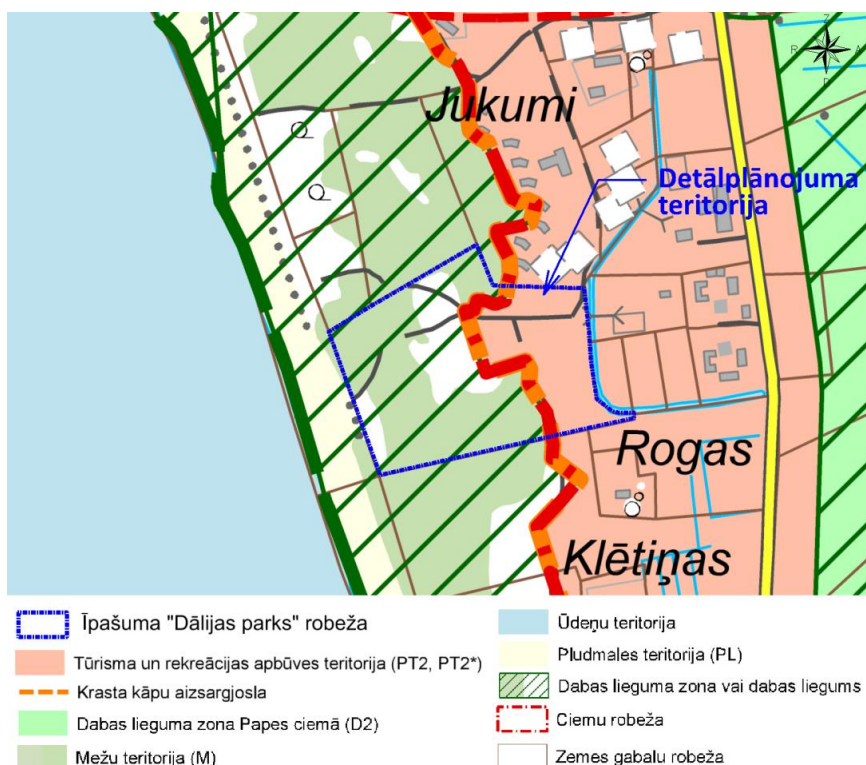 Z
R
A
D
Jukumi
Detālplānojuma
teritorija
Rogas
Klētiņas
Īpašuma "Dālijas parks" robeža
Tūrisma un rekreācijas apbūves teritorija (PT2, PT2*)
Krasta kāpu aizsargjosla
Dabas lieguma zona Papes ciemā (D2)
Mežu teritorija (M)
Ūdeņu teritorija
Pludmales teritorija (PL)
Dabas lieguma zona vai dabas liegums
Ciemu robeža
Zemes gabalu robeža